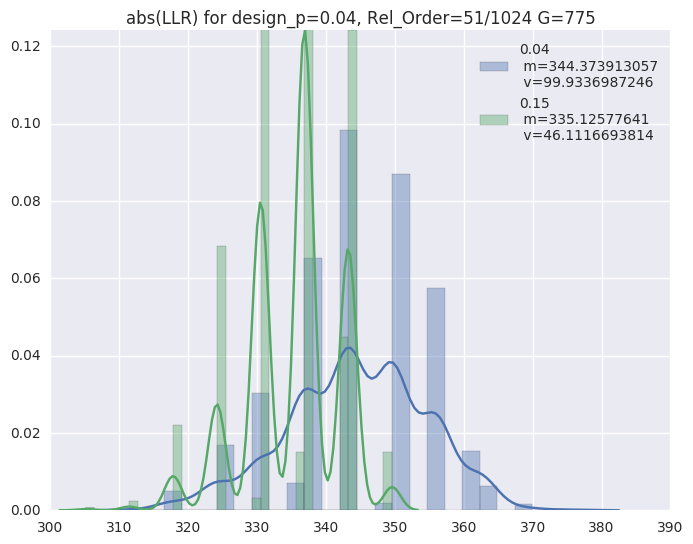 abs(LLR) for design_p=0.04, Rel_Order=51/1024 G=775
0.04
m=344.373913057
v=99.9336987246
0.15
m=335.12577641
v=46.1116693814
0.12
0.10
0.08
0.06
0.04
0.02
0.00
300 310 320 330 340 350 360 370 380 390